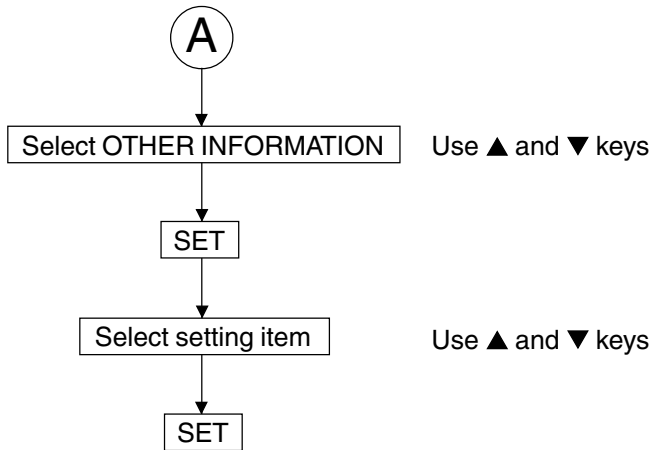 A
Select OTHER INFORMATION
Use ▲ and ▼ keys
SET
Select setting item
Use ▲ and ▼ keys
SET